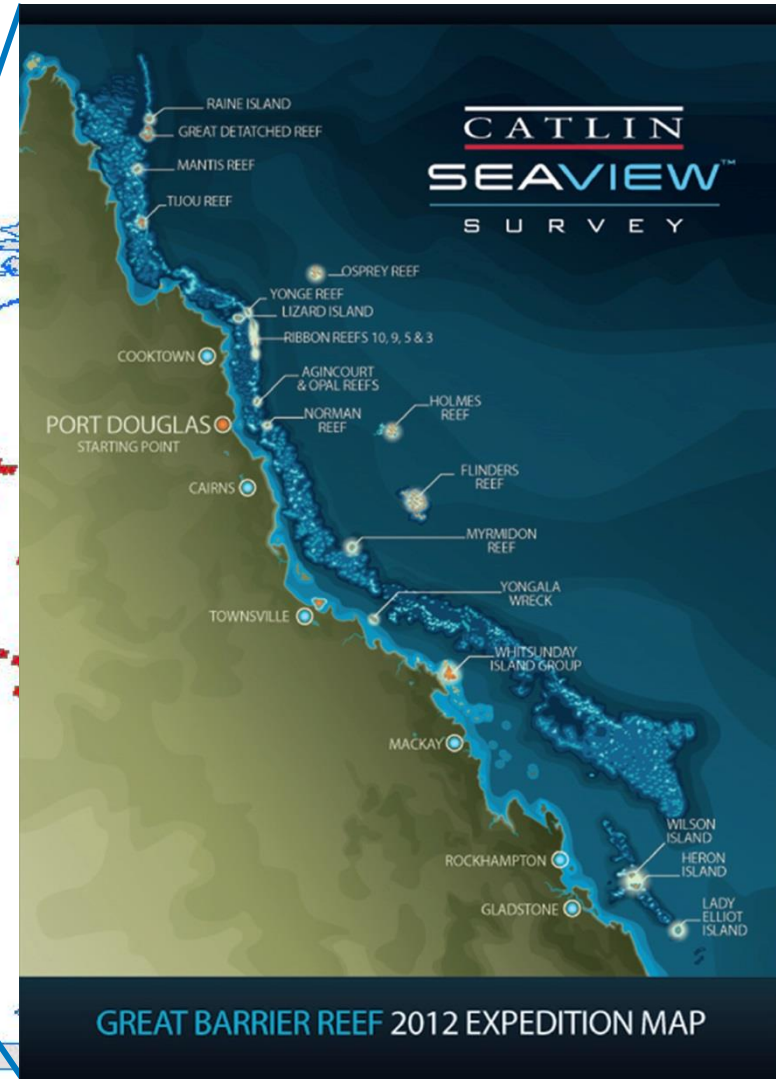 CATLIN
SEAVIEW™
SURVEY
RAINE ISLAND
GREAT DETATCHED REEF
MANTIS REEF
TIJOU REEF
OSPREY REEF
YONGE REEF
LIZARD ISLAND
RIBBON REEFS 10, 9, 5 & 3
COOKTOWN
AGINCOURT
& OPAL REEFS
HOLMES
REEF
NORMAN
REEF
PORT DOUGLAS
STARTING POINT
FLINDERS
REEF
CAIRNS
MYRMIDON
REEF
YONGALA
WRECK
TOWNSVILLE
WHITSUNDAY
ISLAND GROUP
MACKAY
WILSON
ISLAND
HERON
ISLAND
ROCKHAMPTON
GLADSTONE
LADY
ELLIOT
ISLAND
GREAT BARRIER REEF 2012 EXPEDITION MAP